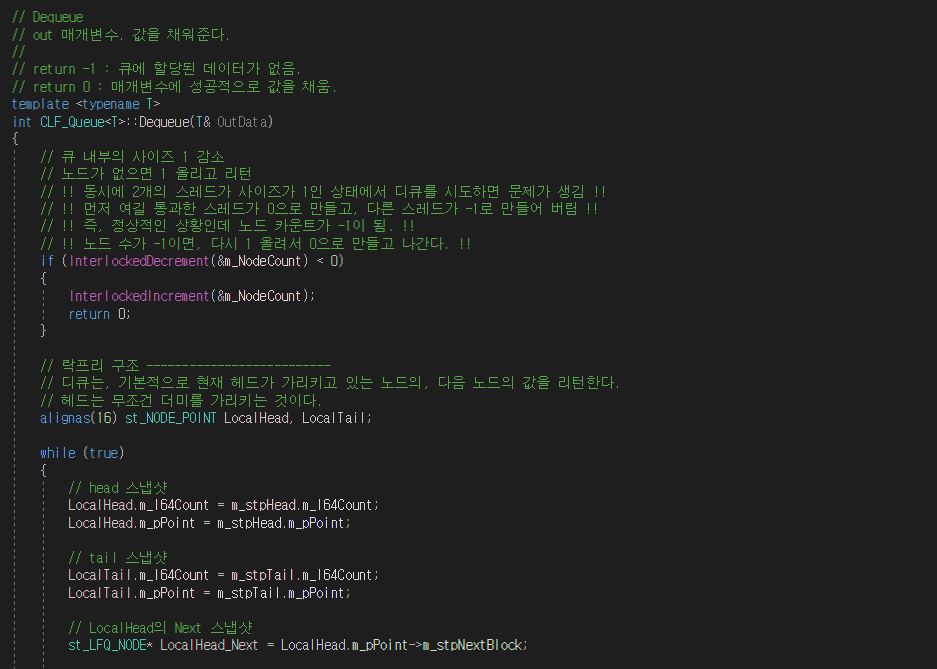 // Dequeue
// out 매개변수. 값을 채워준다.
//
// return -1 : 큐에 할당된 데이터가 없음.
// return 0 : 매개변수에 성공적으로 값을 채움.
template <typename T>
int CLF_Queue<T>::Dequeue(T& OutData)
{
// 큐 내부의 사이즈 1 감소
// 노드가 없으면 1 올리고 리턴
// !! 동시에 2개의 스레드가 사이즈가 1인 상태에서 디큐를 시도하면 문제가 생김 !!
// !! 먼저 여길 통과한 스레드가 0으로 만들고, 다른 스레드가 -1로 만들어 버림 !!
// !! 즉, 정상적인 상황인데 노드 카운트가 -1이 됨. !!
// !! 노드 수가 -1이면, 다시 1 올려서 0으로 만들고 나간다. !!
if (InterlockedDecrement(&m_NodeCount) < 0)
{
InterlockedIncrement(&m_NodeCount);
return 0;
}
// 락프리 구조 --------------------------
// 디큐는, 기본적으로 현재 헤드가 가리키고 있는 노드의, 다음 노드의 값을 리턴한다.
// 헤드는 무조건 더미를 가리키는 것이다.
alignas(16) st_NODE_POINT LocalHead, LocalTail;
while (true)
{
// head 스냅샷
LocalHead.m_l64Count = m_stpHead.m_l64Count;
LocalHead.m_pPoint = m_stpHead.m_pPoint;
// tail 스냅샷
LocalTail.m_l64Count = m_stpTail.m_l64Count;
LocalTail.m_pPoint = m_stpTail.m_pPoint;
// LocalHead의 Next 스냅샷
st_LFQ_NODE* LocalHead_Next = LocalHead.m_pPoint->m_stpNextBlock;